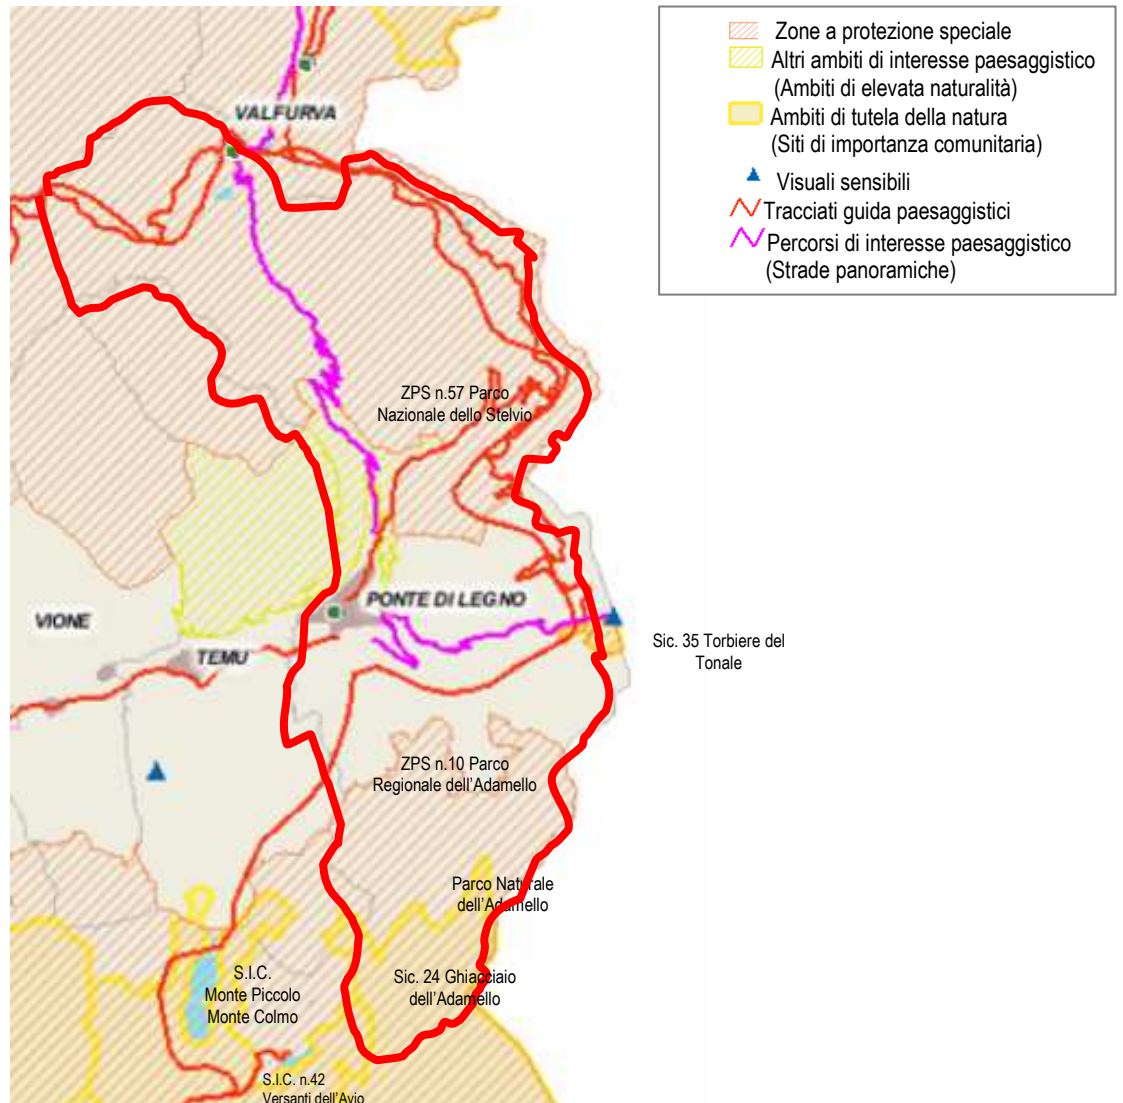 Zone a protezione speciale
Altri ambiti di interesse paesaggistico
(Ambiti di elevata naturalità)
Ambiti di tutela della natura
(Siti di importanza comunitaria)
Visuali sensibili
Tracciati guida paesaggistici
Percorsi di interesse paesaggistico
(Strade panoramiche)
VALFURVA
ZPS n.57 Parco
Nazionale dello Stelvio
PONTE DI LEGNO
VIONE
TEMU
Sic. 35 Torbiere del
Tonale
ZPS n.10 Parco
Regionale dell'Adamello
Parco Naturale
dell'Adamello
S.I.C.
Monte Piccolo
Monte Colmo
Sic. 24 Ghiacciaio
dell'Adamello
S.I.C. n.42
Versanti dell'Avio